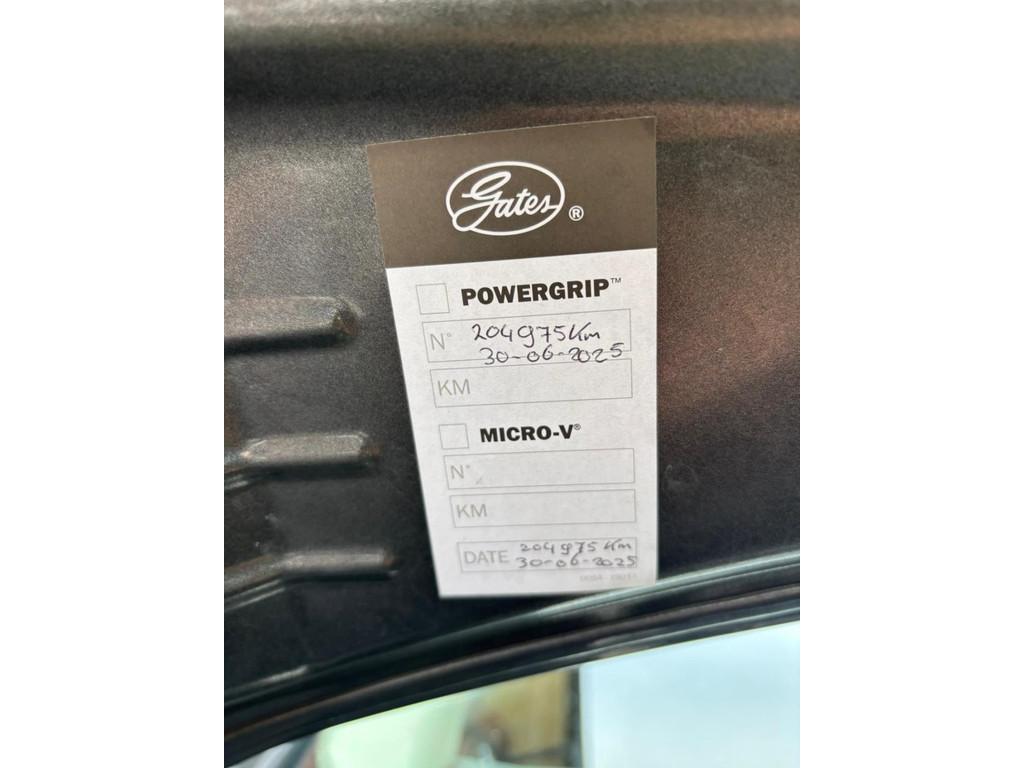 Gates®
POWERGRIP™
N° 204975Km
30-06-2025
KM
MICRO-V®
N°
KM
DATE 204975Km
30-06-2025